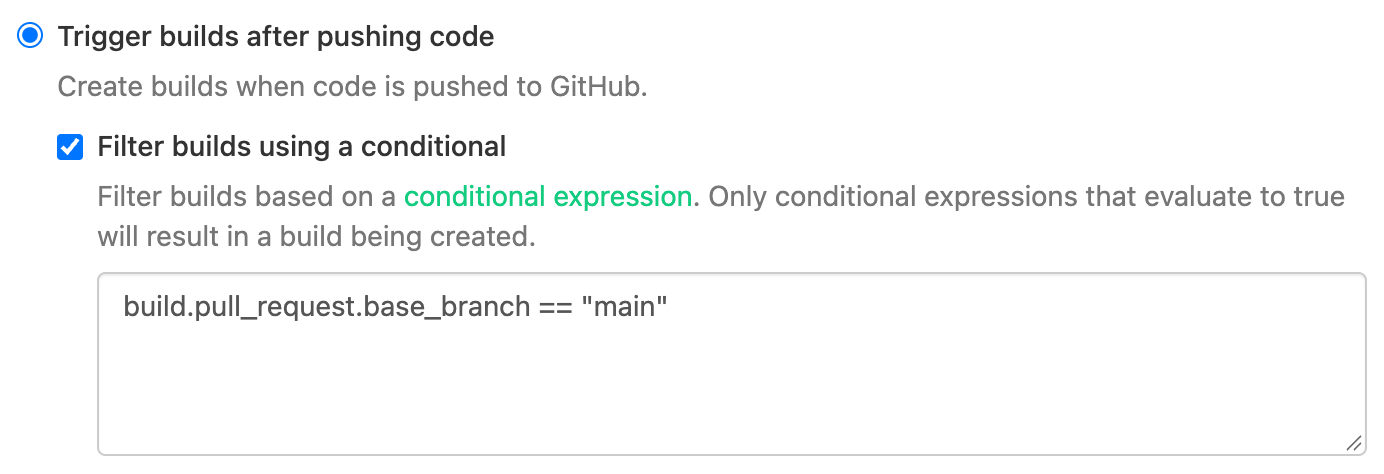 Trigger builds after pushing code
Create builds when code is pushed to GitHub.
Filter builds using a conditional
Filter builds based on a conditional expression. Only conditional expressions that evaluate to true
will result in a build being created.
build.pull_request.base_branch == "main"